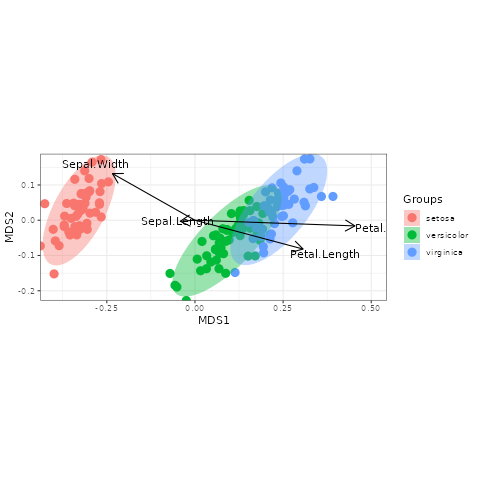 Sepal.Width
Sepal.Length
Petal.
Petal.Length
MDS2
0.1
0.0
-0.1
-0.2
-0.25
0.00
0.25
0.50
MDS1
Groups
setosa
versicolor
virginica